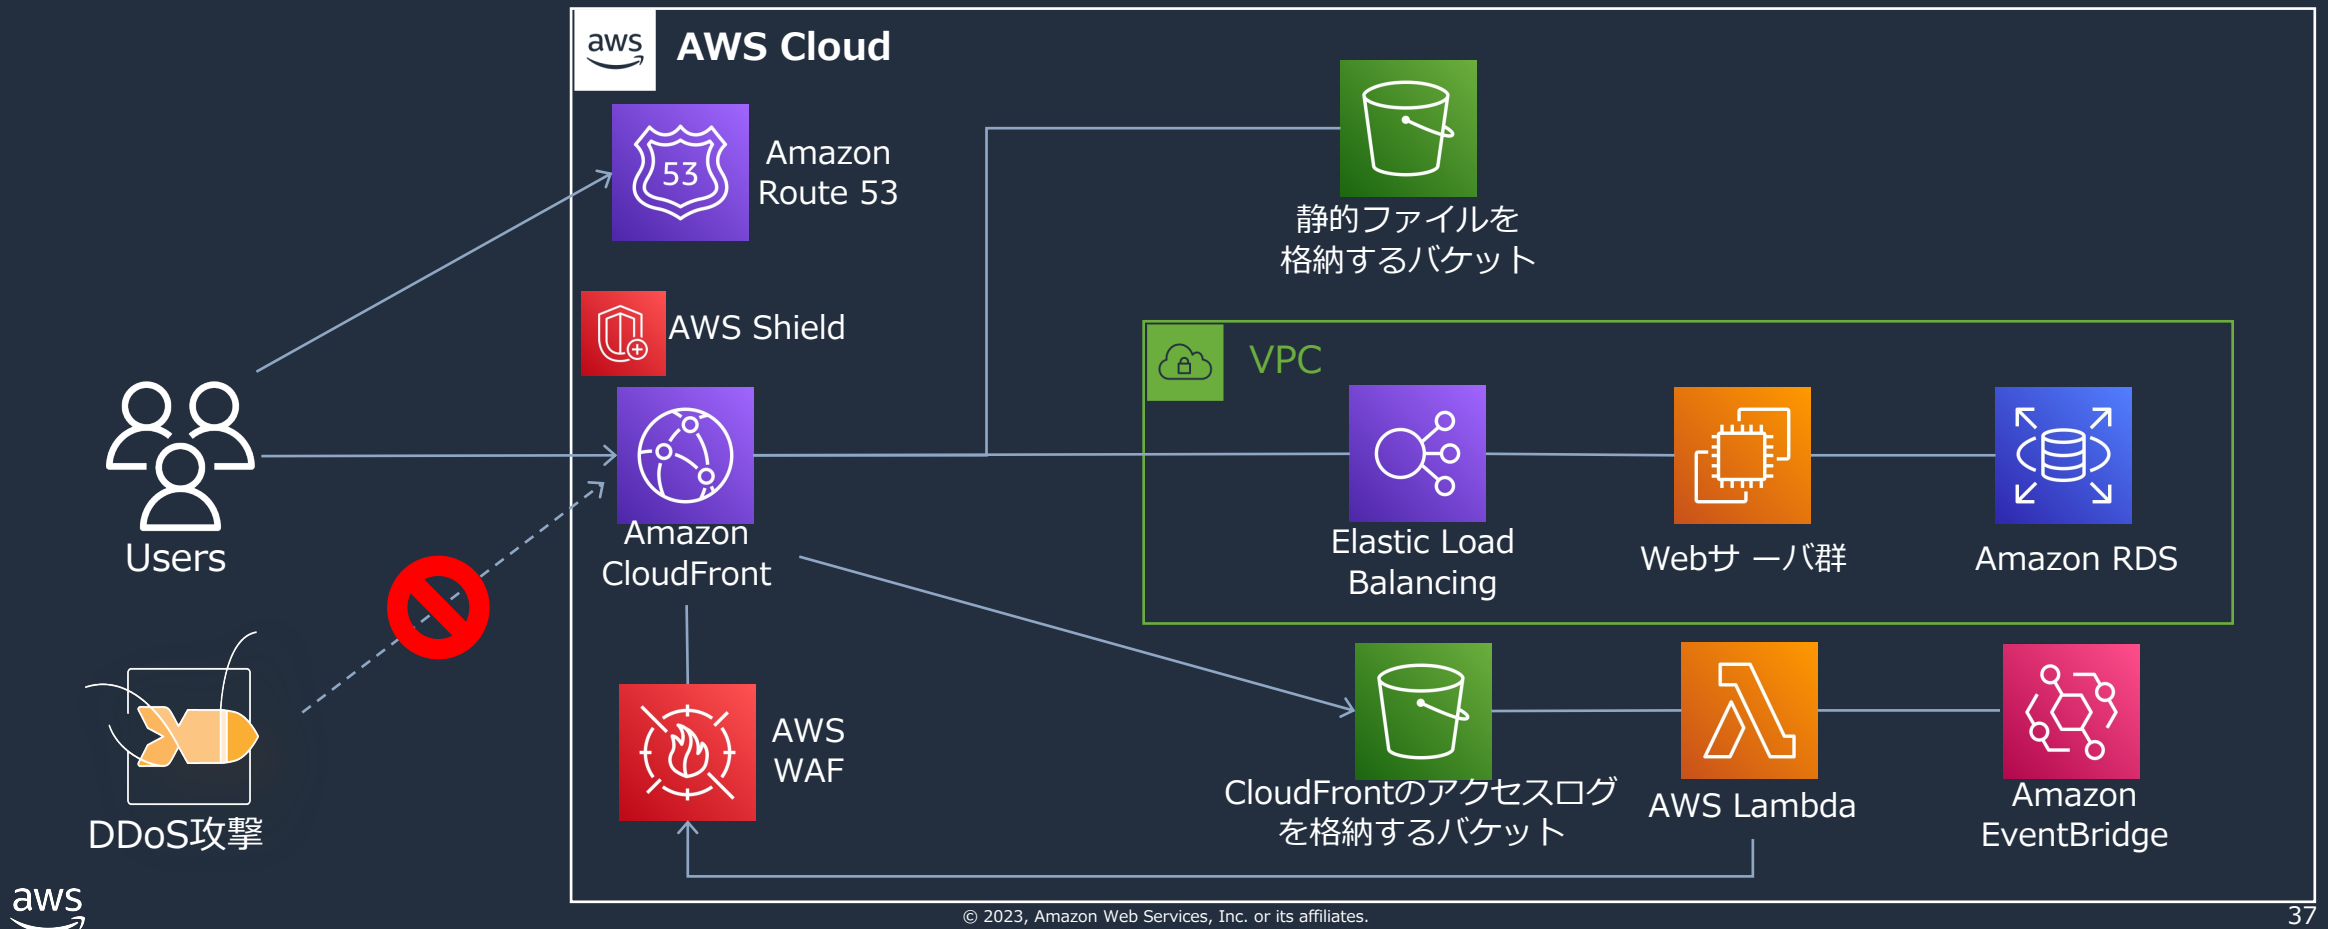 aws
AWS Cloud
53
Amazon
Route 53
静的ファイルを
格納するバケット
AWS Shield
VPC
Users
Amazon
CloudFront
Elastic Load
Balancing
Webサ ーバ群
Amazon RDS
DDoS攻撃
AWS
WAF
CloudFrontのアクセスログ
を格納するバケット
AWS Lambda
Amazon
EventBridge
aws
© 2023, Amazon Web Services, Inc. or its affiliates.
37